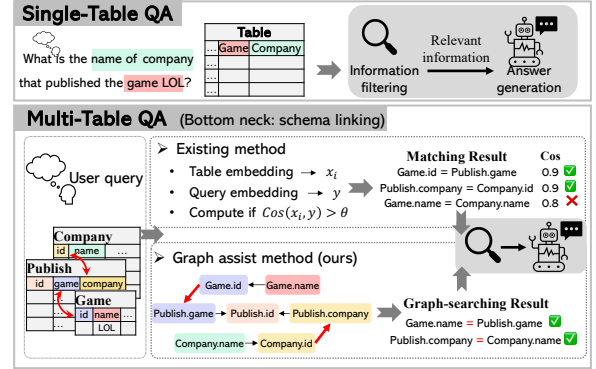 Single-Table QA
What is the name of company
that published the game LOL?
Table
... Game Company
...
Information
filtering
Relevant
information
Answer
generation
Multi-Table QA (Bottom neck: schema linking)
User query
Company
id name ...
Publish
id game company
...
Game
id name ...
LOL
...
➢ Existing method
• Table embedding → xᵢ
• Query embedding → y
• Compute if Cos(xᵢ, y) > θ
Matching Result Cos
Game.id = Publish.game 0.9 ✅
Publish.company = Company.id 0.9 ✅
Game.name = Company.name 0.8 ❌
➢ Graph assist method (ours)
Game.id Game.name
Publish.game Publish.id Publish.company
Company.name Company.id
Graph-searching Result
Game.name = Publish.game ✅
Publish.company = Company.name ✅